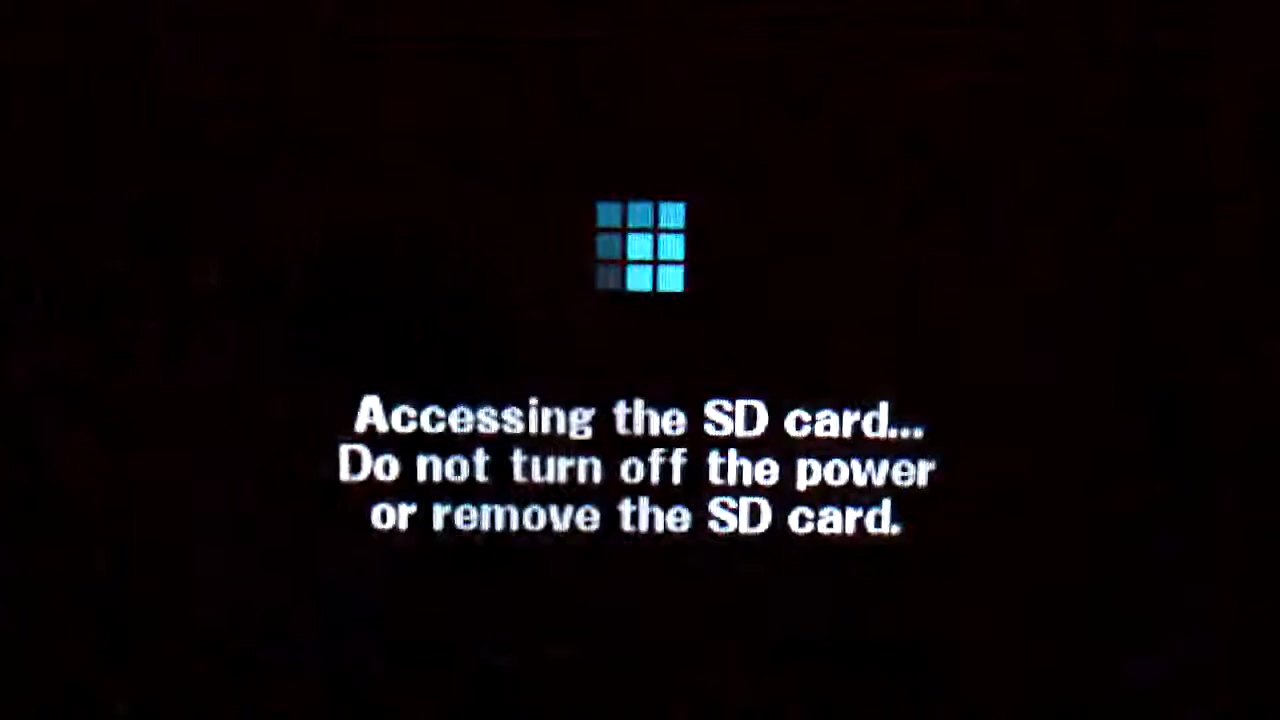 Accessing the SD card...
Do not turn off the power
or remove the SD card.